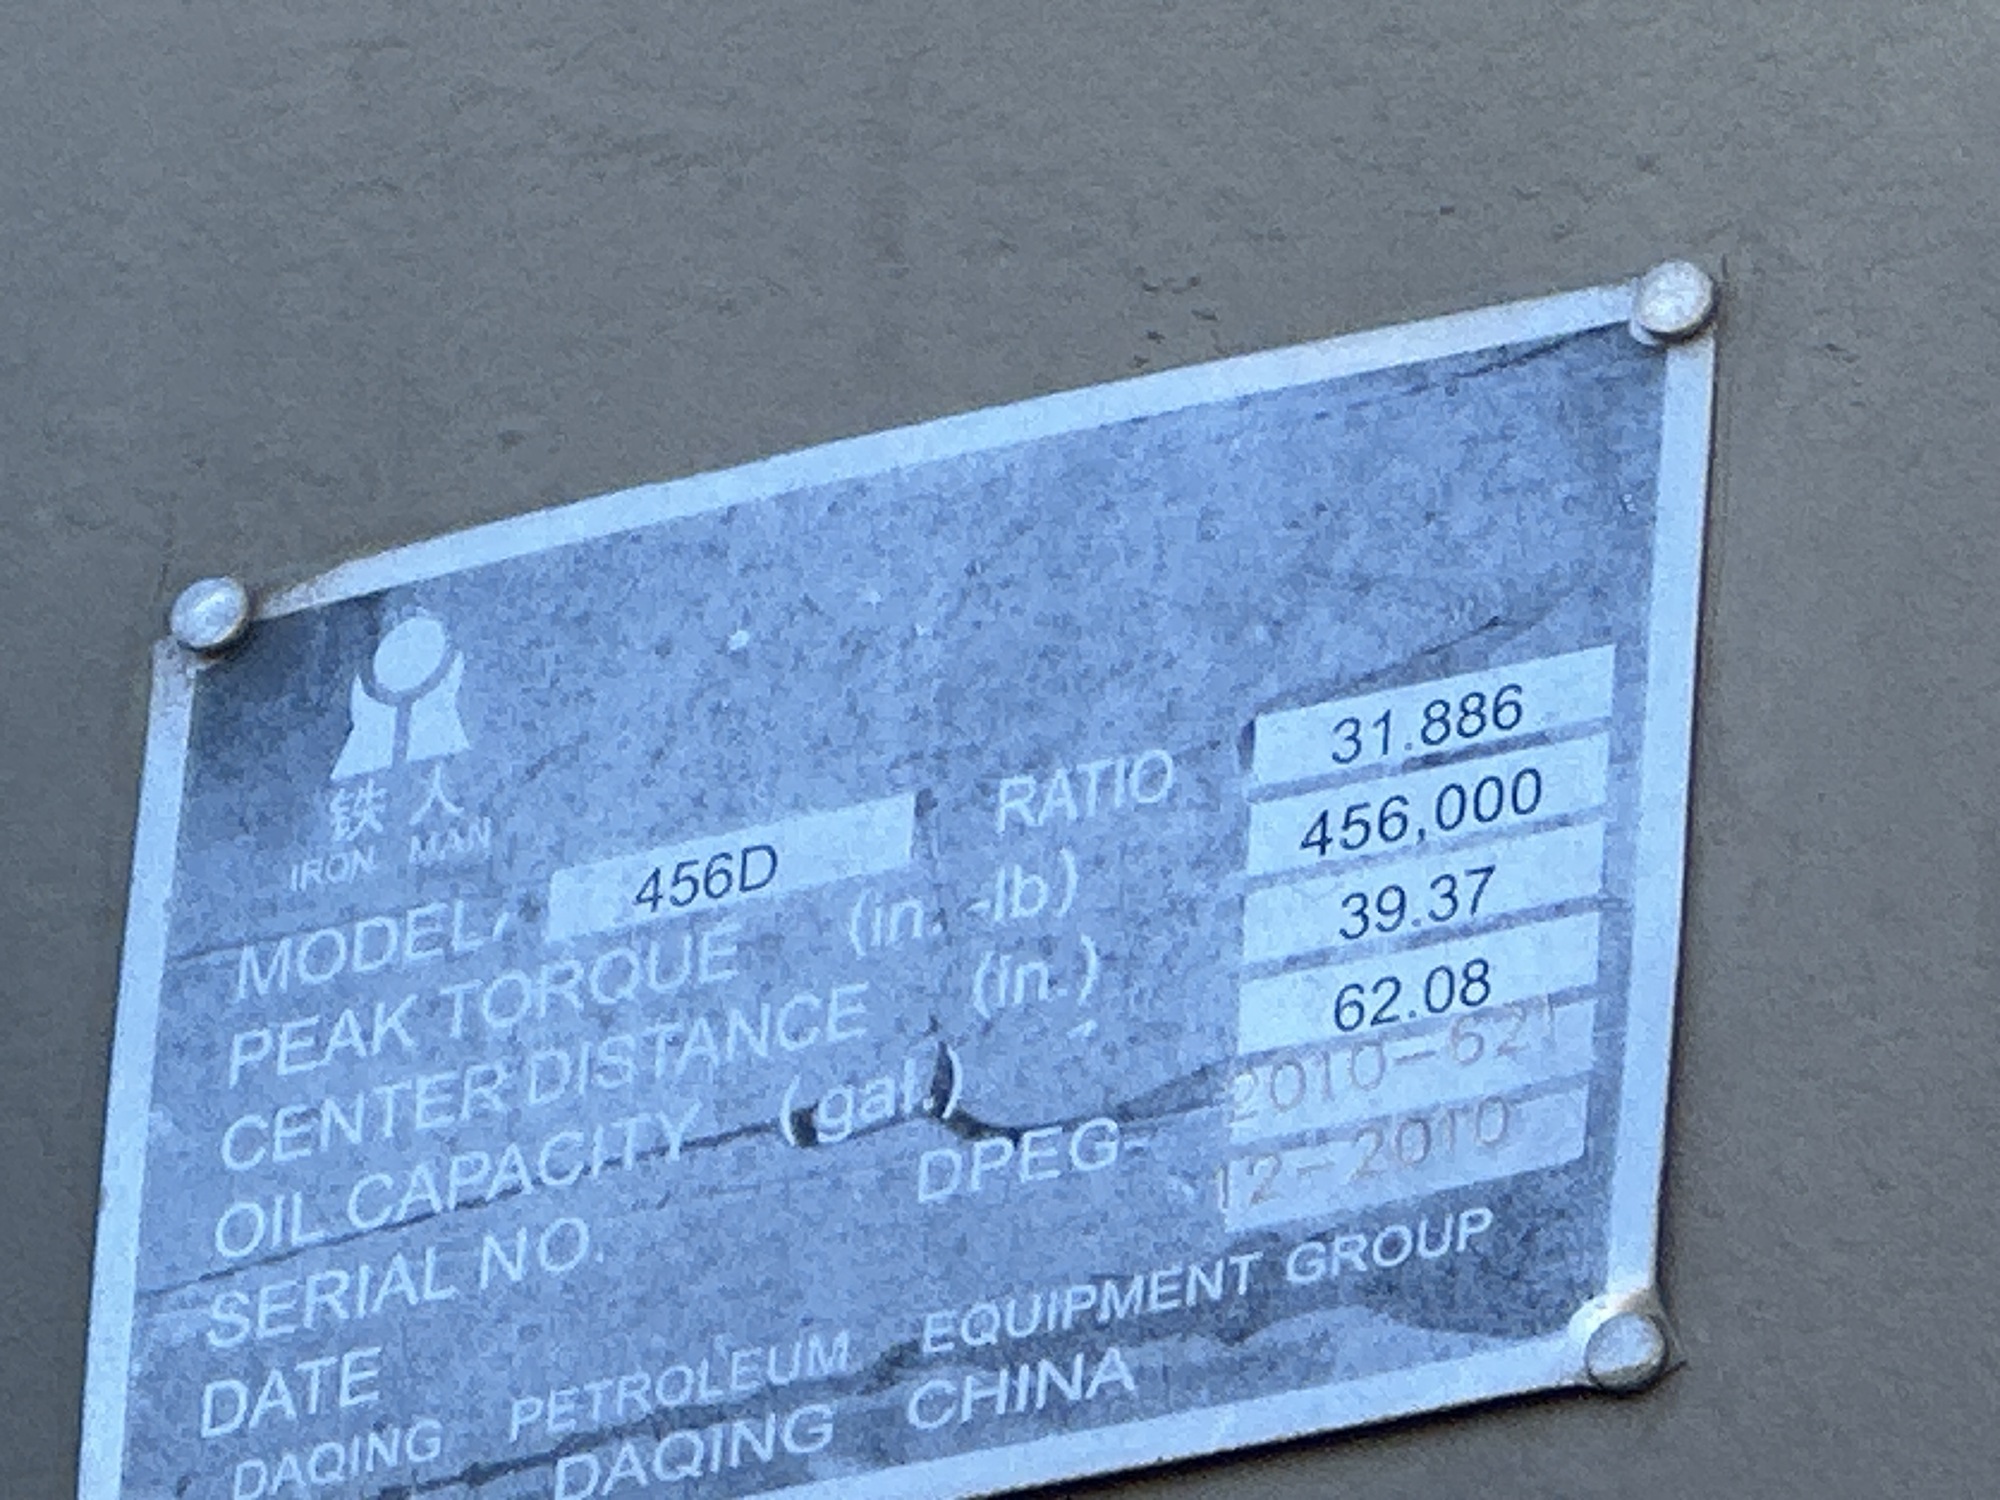 铁人
IRON MAN
MODEL 456D RATIO 31.886
PEAK TORQUE (in.-lb) 456,000
CENTER DISTANCE (in.) 39.37
OIL CAPACITY (gal.) 62.08
SERIAL NO. DPEG- 2010-621
DATE 12-2010
DAQING PETROLEUM EQUIPMENT GROUP
DAQING CHINA